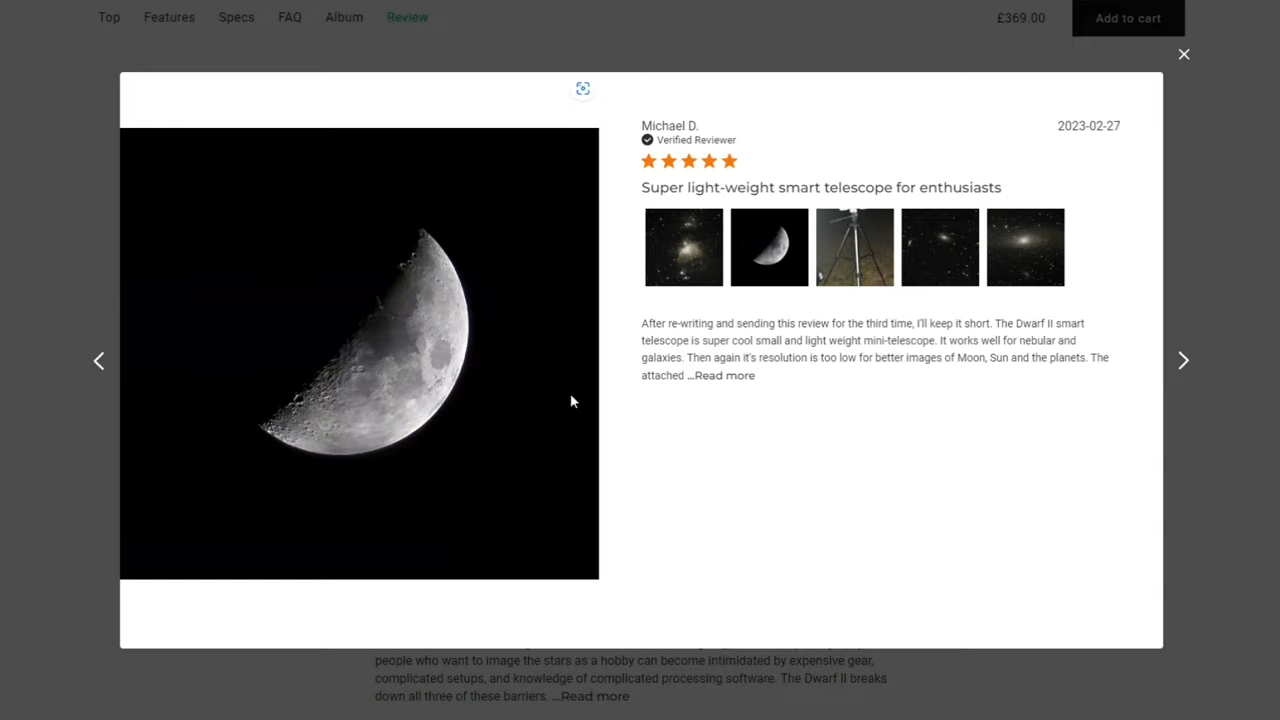 Top Features Specs FAQ Album Review £369.00 Add to cart
Michael D. 2023-02-27
Verified Reviewer
Super light-weight smart telescope for enthusiasts
After re-writing and sending this review for the third time, I'll keep it short. The Dwarf II smart
telescope is super cool small and light weight mini-telescope. It works well for nebular and
galaxies. Then again it's resolution is too low for better images of Moon, Sun and the planets. The
attached ...Read more
people who want to image the stars as a hobby can become intimidated by expensive gear,
complicated setups, and knowledge of complicated processing software. The Dwarf II breaks
down all three of these barriers. ...Read more